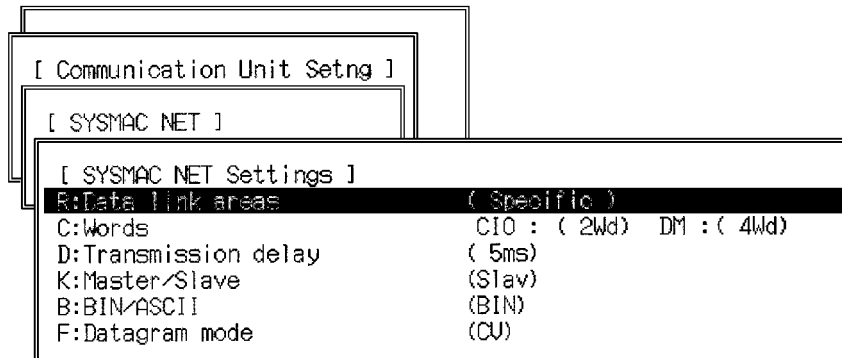 [ Communication Unit Setng ]
[ SYSMAC NET ]
[ SYSMAC NET Settings ]
R:Data link areas ( Specific )
C:Words CIO : ( 2Wd) DM :( 4Wd)
D:Transmission delay ( 5ms)
K:Master/Slave (Slav)
B:BIN/ASCII (BIN)
F:Datagram mode (CV)